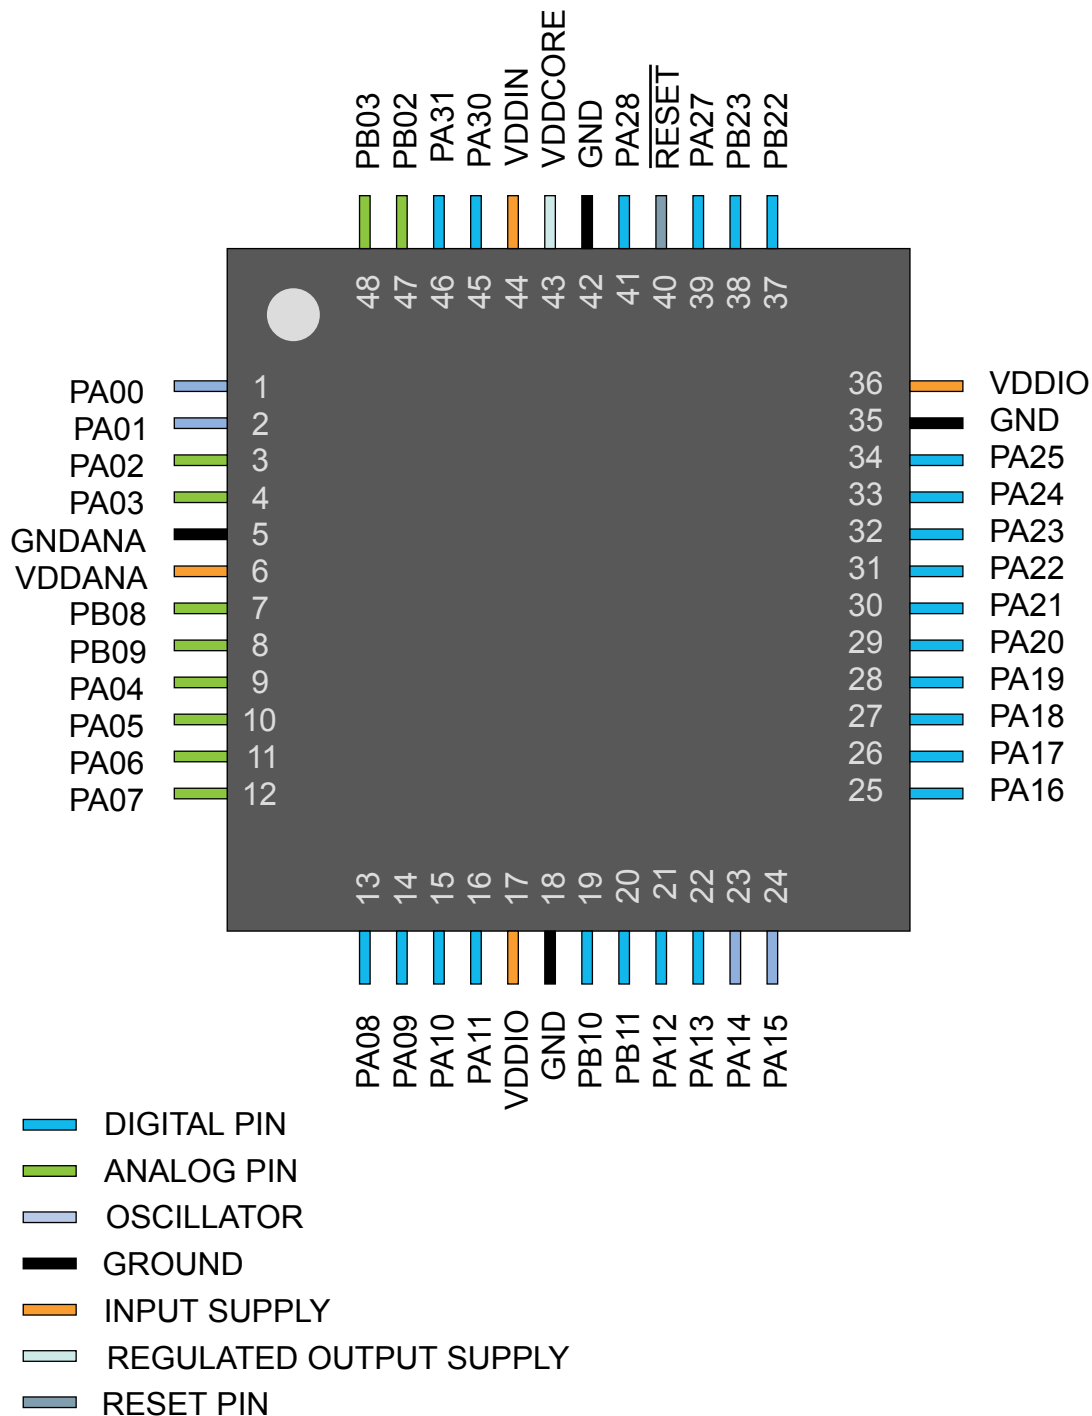 PB03
PB02
PA31
PA30
VDDIN
VDDCORE
GND
PA28
RESET
PA27
PB23
PB22
48
47
46
45
44
43
42
41
40
39
38
37
PA00 1
PA01 2
PA02 3
PA03 4
GNDANA 5
VDDANA 6
PB08 7
PB09 8
PA04 9
PA05 10
PA06 11
PA07 12
36 VDDIO
35 GND
34 PA25
33 PA24
32 PA23
31 PA22
30 PA21
29 PA20
28 PA19
27 PA18
26 PA17
25 PA16
13
14
15
16
17
18
19
20
21
22
23
24
PA08
PA09
PA10
PA11
VDDIO
GND
PB10
PB11
PA12
PA13
PA14
PA15
DIGITAL PIN
ANALOG PIN
OSCILLATOR
GROUND
INPUT SUPPLY
REGULATED OUTPUT SUPPLY
RESET PIN